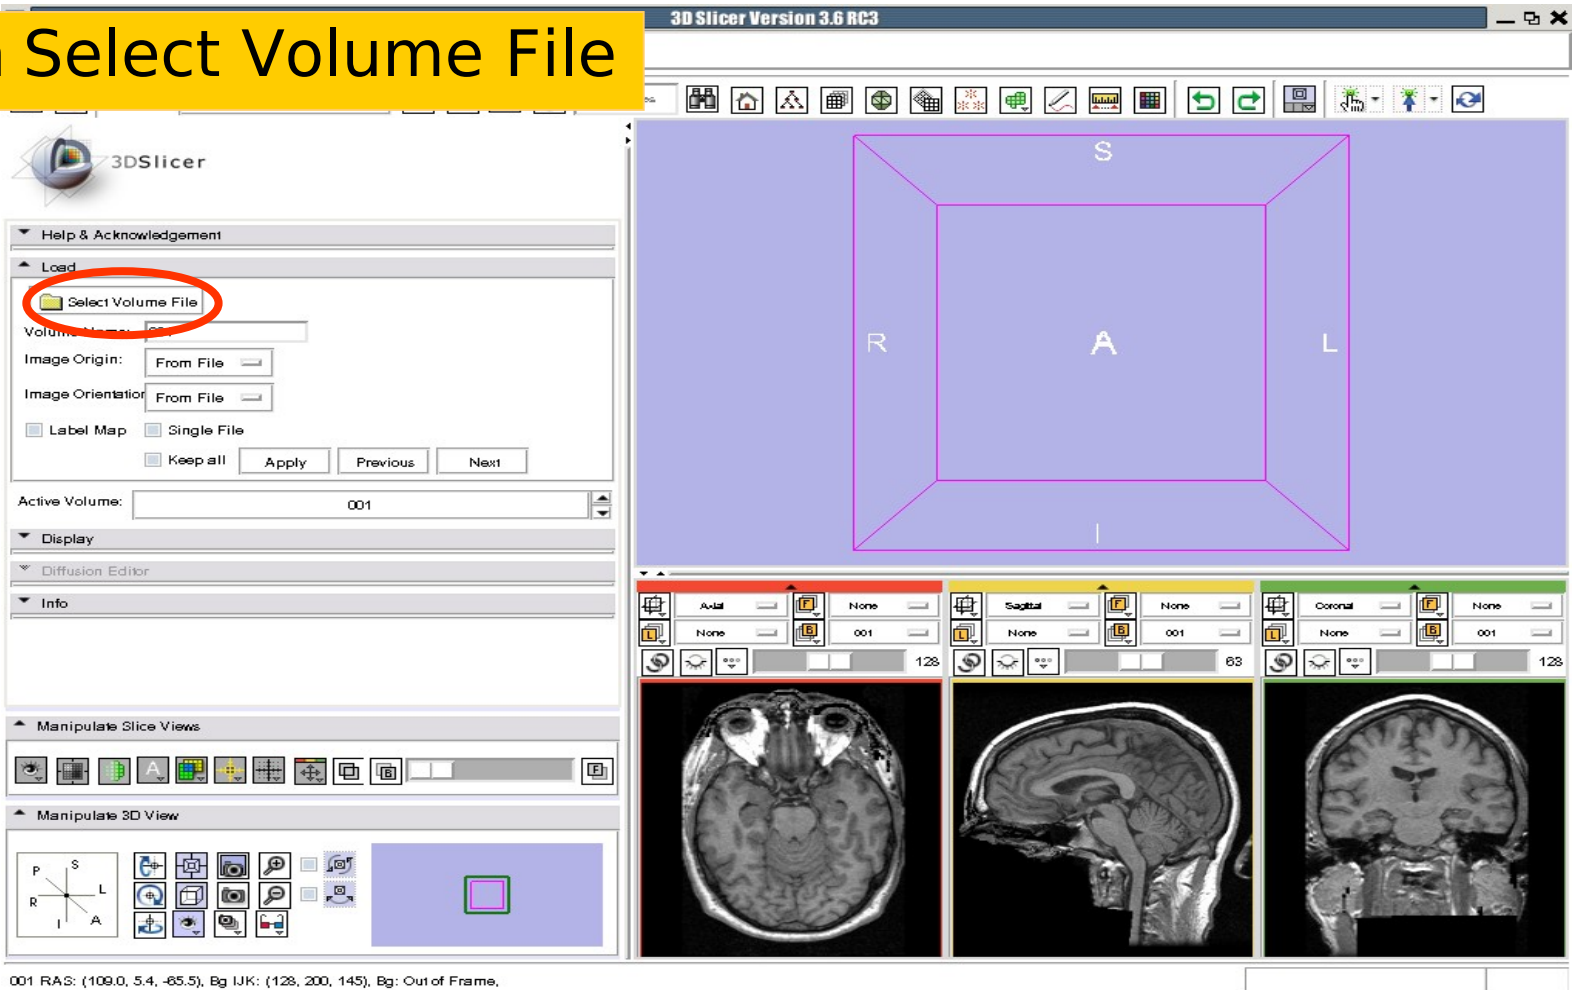 3D Slicer Version 3.6 RC3
Select Volume File
3DSlicer
Help & Acknowledgement
Load
Select Volume File
Volume Name:
Image Origin: From File
Image Orientation From File
Label Map Single File
Keep all Apply Previous Next
Active Volume: 001
Display
Diffusion Editor
Info
Manipulate Slice Views
A B F
Manipulate 3D View
P S
R L
I A
S
R A L
I
Axial F None
L None B 001
128
Sagittal F None
L None B 001
63
Coronal F None
L None B 001
128
001 RAS: (109.0, 5.4, -65.5), Bg IJK: (128, 200, 145), Bg: Out of Frame,